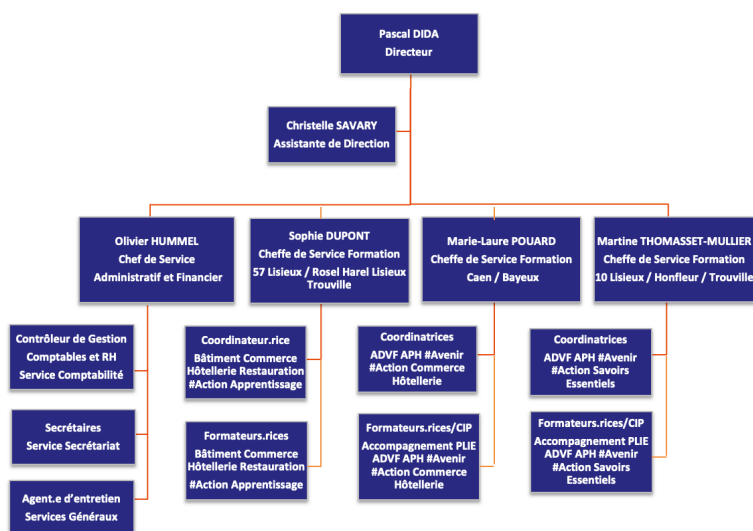 Pascal DIDA
Directeur
Christelle SAVARY
Assistante de Direction
Olivier HUMMEL
Chef de Service
Administratif et Financier
Sophie DUPONT
Cheffe de Service Formation
57 Lisieux / Rosel Harel Lisieux
Trouville
Marie-Laure POUARD
Cheffe de Service Formation
Caen / Bayeux
Martine THOMASSET-MULLIER
Cheffe de Service Formation
10 Lisieux / Honfleur / Trouville
Contrôleur de Gestion
Comptables et RH
Service Comptabilité
Coordinateur.rice
Bâtiment Commerce
Hôtellerie Restauration
#Action Apprentissage
Coordinatrices
ADVF APH #Avenir
#Action Commerce
Hôtellerie
Coordinatrices
ADVF APH #Avenir
#Action Savoirs
Essentiels
Secrétaires
Service Secrétariat
Formateurs.rices
Bâtiment Commerce
Hôtellerie Restauration
#Action Apprentissage
Formateurs.rices/CIP
Accompagnement PLIE
ADVF APH #Avenir
#Action Commerce
Hôtellerie
Formateurs.rices/CIP
Accompagnement PLIE
ADVF APH #Avenir
#Action Savoirs
Essentiels
Agent.e d'entretien
Services Généraux